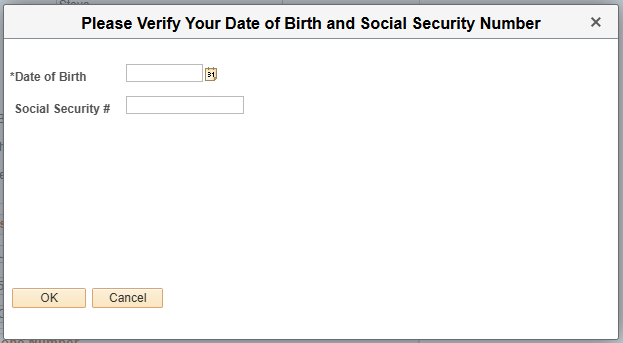 Please Verify Your Date of Birth and Social Security Number ×
*Date of Birth 31
Social Security #
OK Cancel